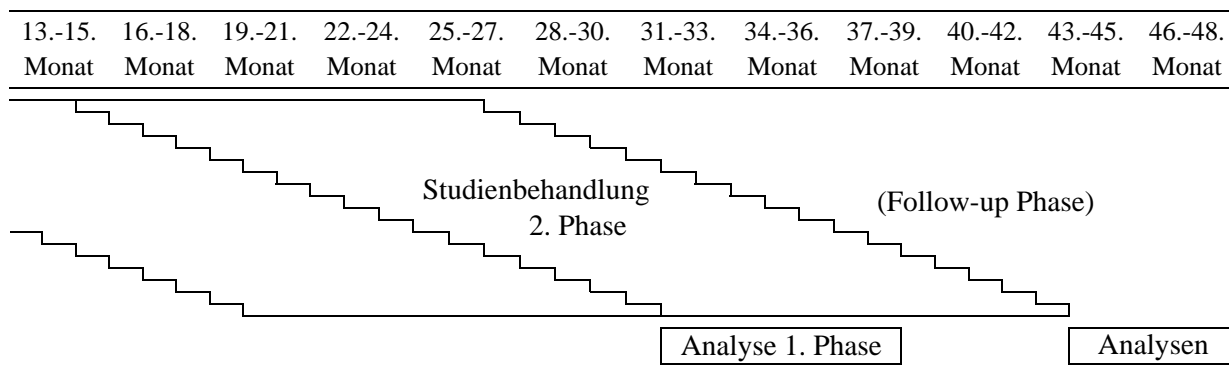 13.-15. 16.-18. 19.-21. 22.-24. 25.-27. 28.-30. 31.-33. 34.-36. 37.-39. 40.-42. 43.-45. 46.-48.
Monat Monat Monat Monat Monat Monat Monat Monat Monat Monat Monat Monat
Studienbehandlung
2. Phase
(Follow-up Phase)
Analyse 1. Phase Analysen